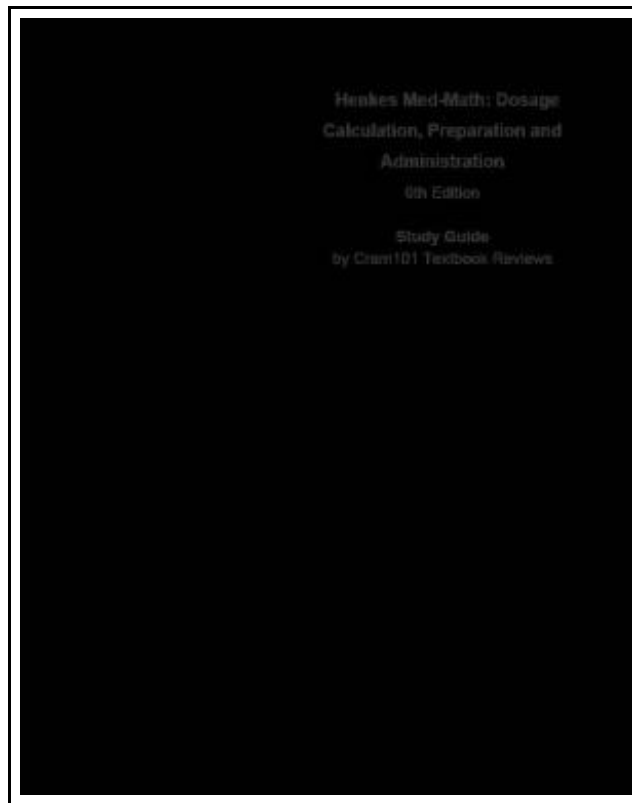 Henkes Med-Math: Dosage
Calculation, Preparation and
Administration
6th Edition
Study Guide
by Cram101 Textbook Reviews